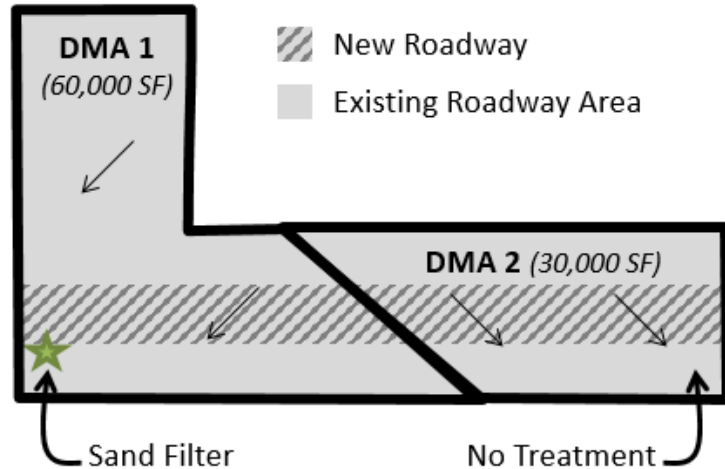 DMA 1
(60,000 SF)
New Roadway
Existing Roadway Area
DMA 2 (30,000 SF)
Sand Filter
No Treatment